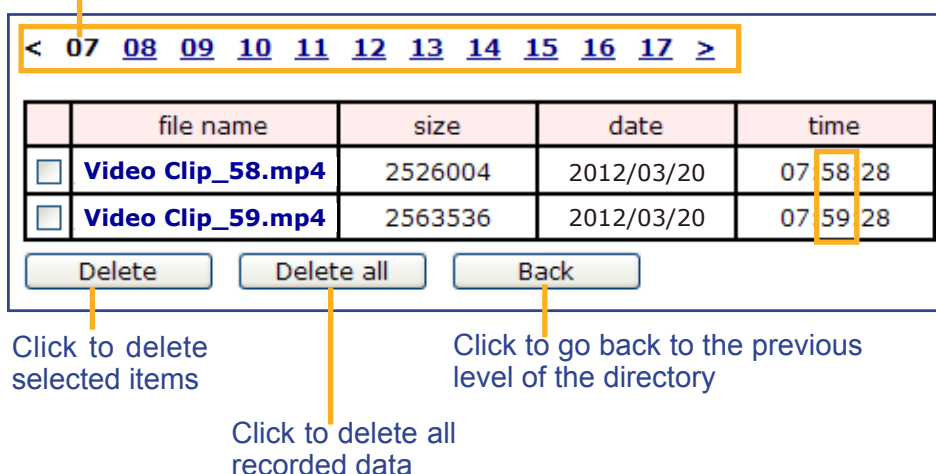 < 07 08 09 10 11 12 13 14 15 16 17 >
file name size date time
Video Clip_58.mp4 2526004 2012/03/20 07:58:28
Video Clip_59.mp4 2563536 2012/03/20 07:59:28
Delete Delete all Back
Click to delete
selected items
Click to go back to the previous
level of the directory
Click to delete all
recorded data